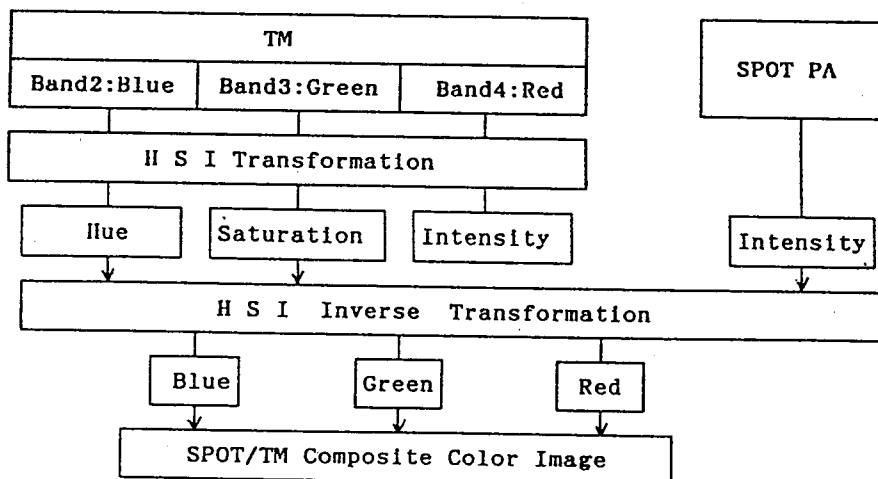 TM
SPOT PA
Band2:Blue Band3:Green Band4:Red
H S I Transformation
Hue Saturation Intensity Intensity
H S I Inverse Transformation
Blue Green Red
SPOT/TM Composite Color Image